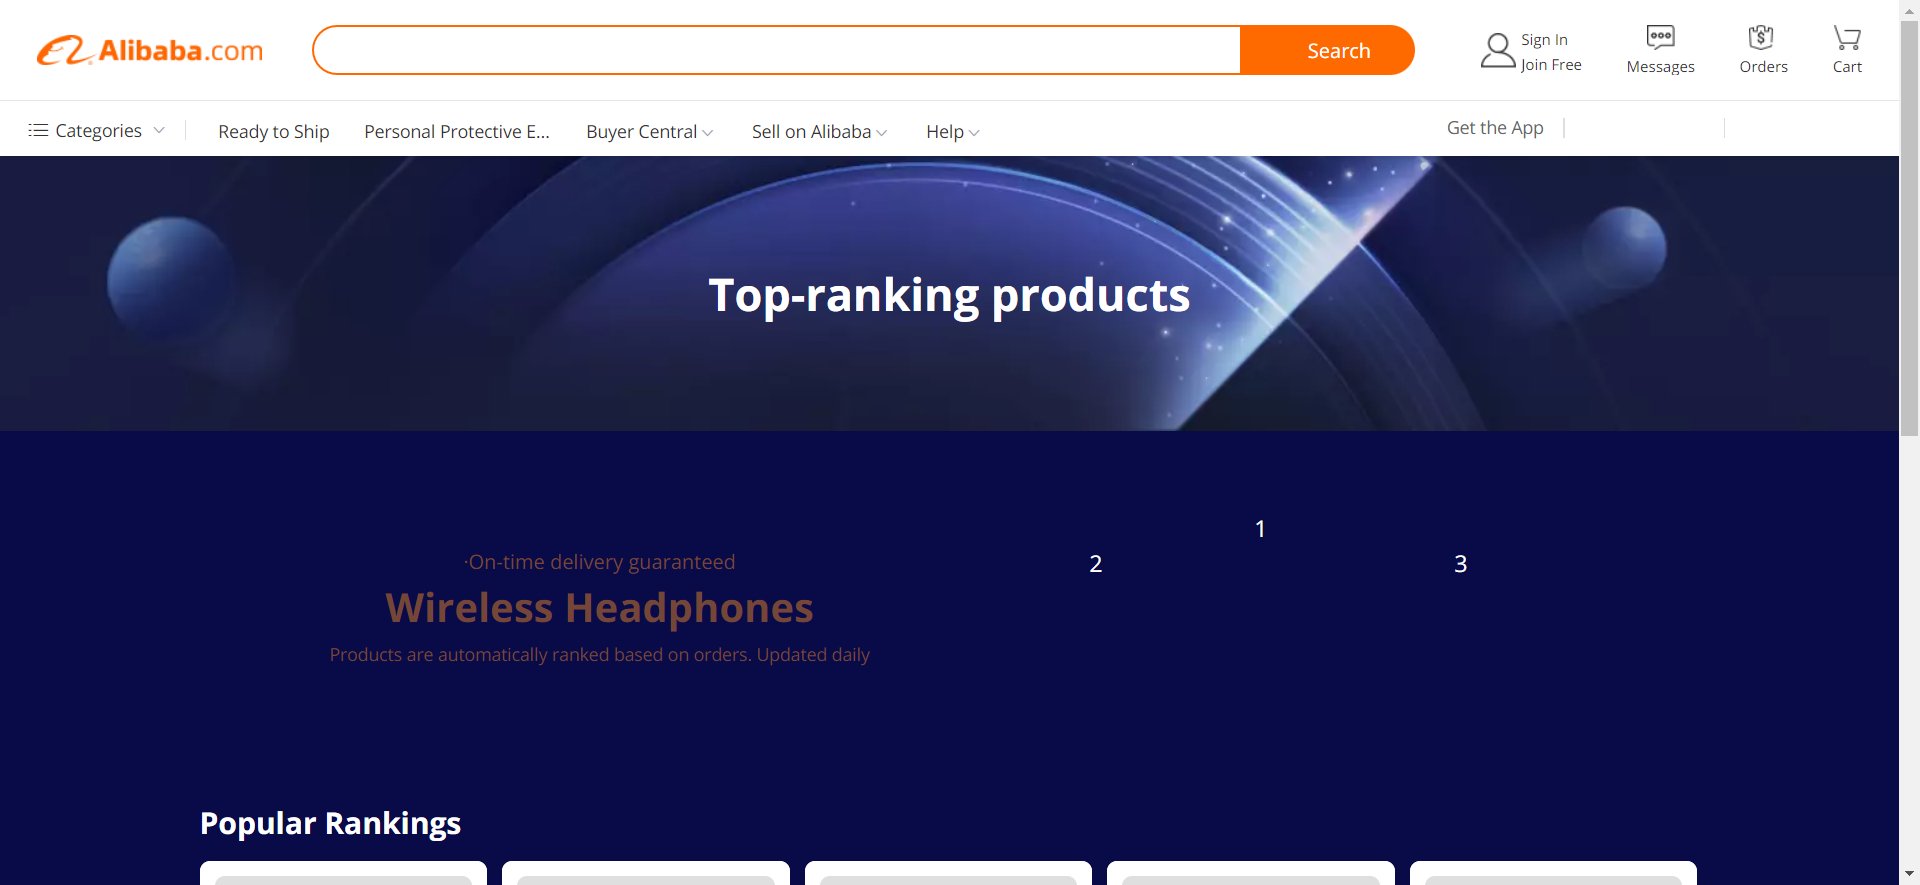 Alibaba.com
Search
Sign In
Join Free
Messages
Orders
Cart
Categories
Ready to Ship
Personal Protective E...
Buyer Central
Sell on Alibaba
Help
Get the App
Top-ranking products
1
2
3
·On-time delivery guaranteed
Wireless Headphones
Products are automatically ranked based on orders. Updated daily
Popular Rankings